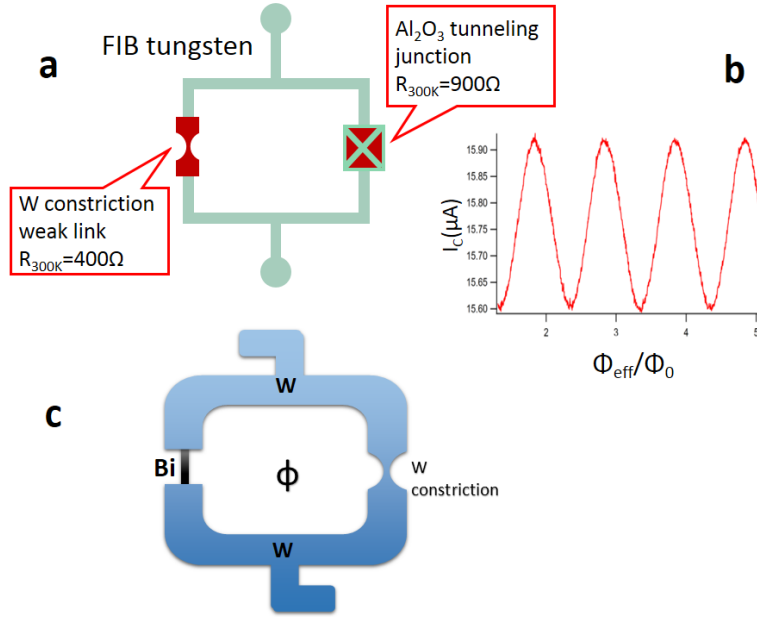 a
FIB tungsten
Al₂O₃ tunneling
junction
R₃₀₀K=900Ω
W constriction
weak link
R₃₀₀K=400Ω
b
I_C(μA)
15.90
15.85
15.80
15.75
15.70
15.65
15.60
2
3
4
5
Φeff/Φ₀
c
W
Bi
ϕ
W
constriction
W